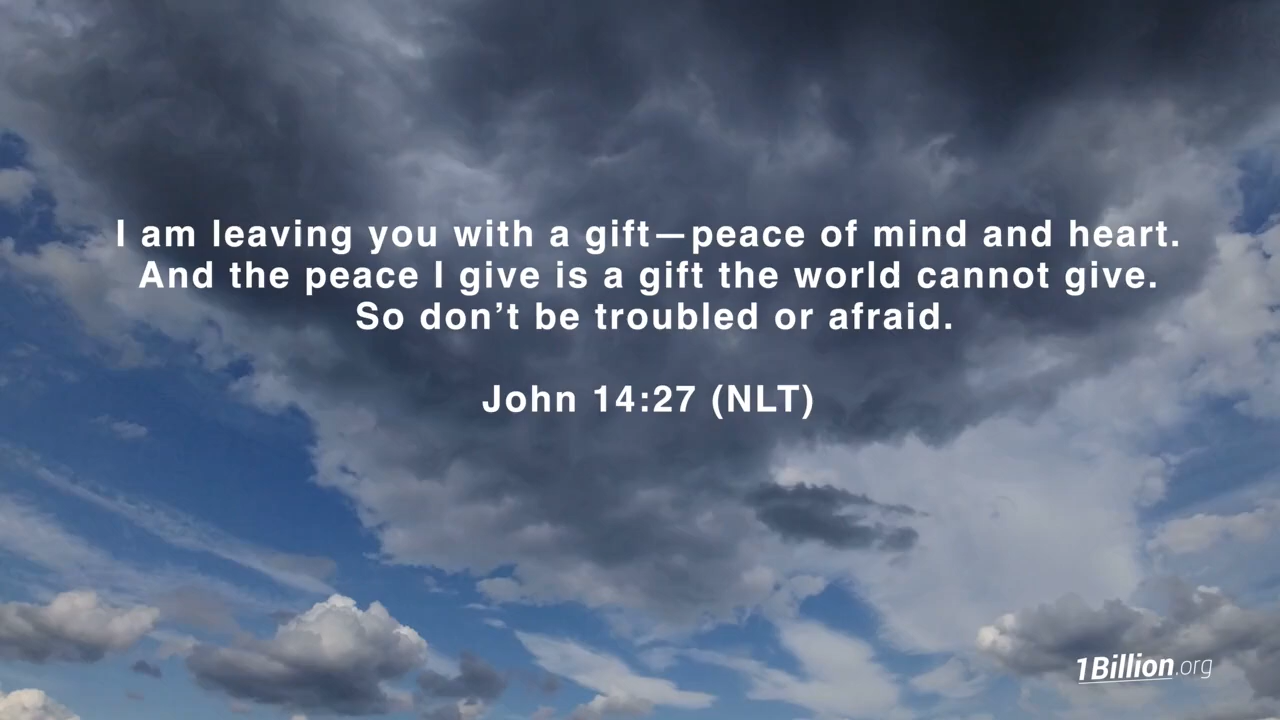 I am leaving you with a gift—peace of mind and heart.
And the peace I give is a gift the world cannot give.
So don’t be troubled or afraid.
John 14:27 (NLT)
1Billion.org